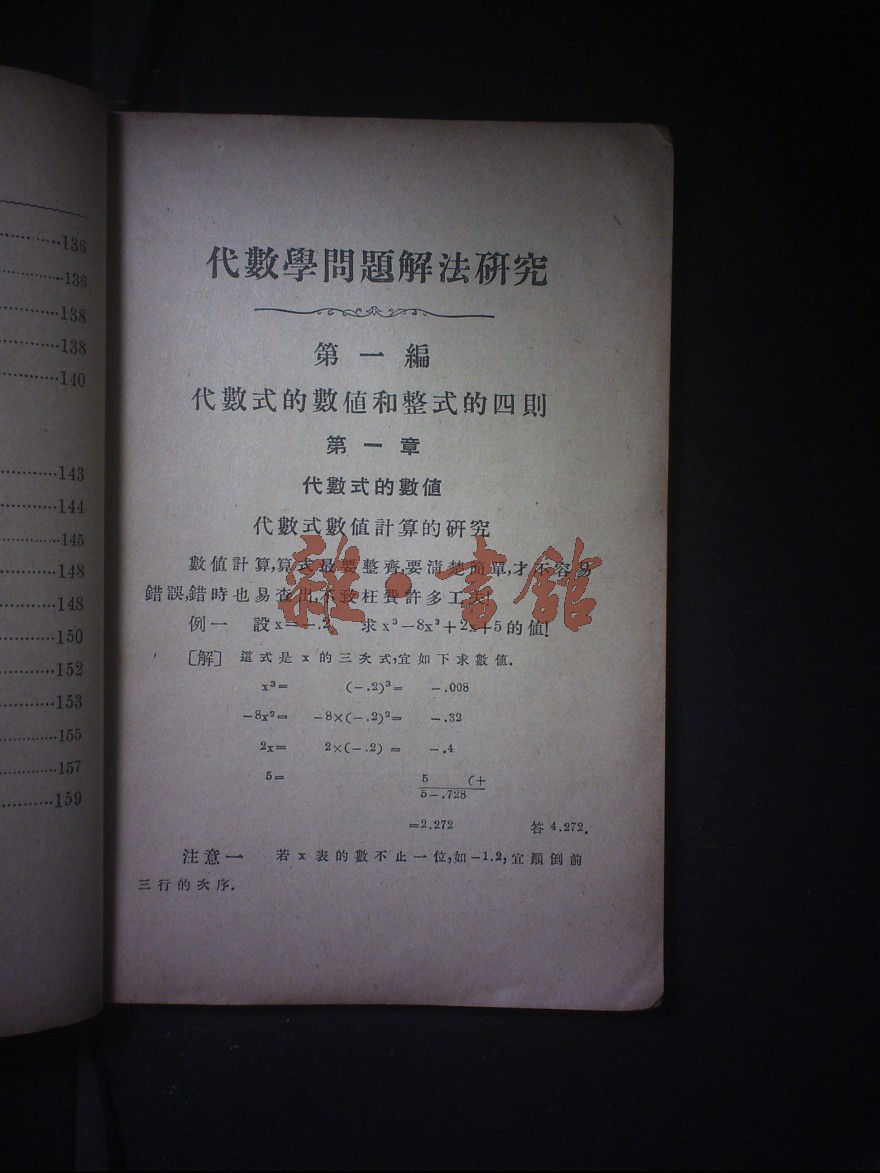 136
136
138
138
140
143
144
145
148
148
150
152
153
155
157
159
代數學問題解法研究
第一編
代數式的數值和整式的四則
第一章
代數式的數値
代數式數値計算的研究
數值計算,算式最要整齊,要清楚簡單,才不容易
錯誤,錯時也易查出,不致枉費許多工夫!
例一 設x=-.2 求x³-8x²+2x+5的値!
[解] 這式是x的三次式,宜如下求數値.
x³= (-.2)³= -.008
-8x²= -8×(-.2)²= -.32
2x= 2×(-.2) = -.4
5= 5 (+
5-.728
=2.272 答 4.272.
注意一 若x表的數不止一位,如-1.2,宜顚倒前
三行的次序.
雜·書館